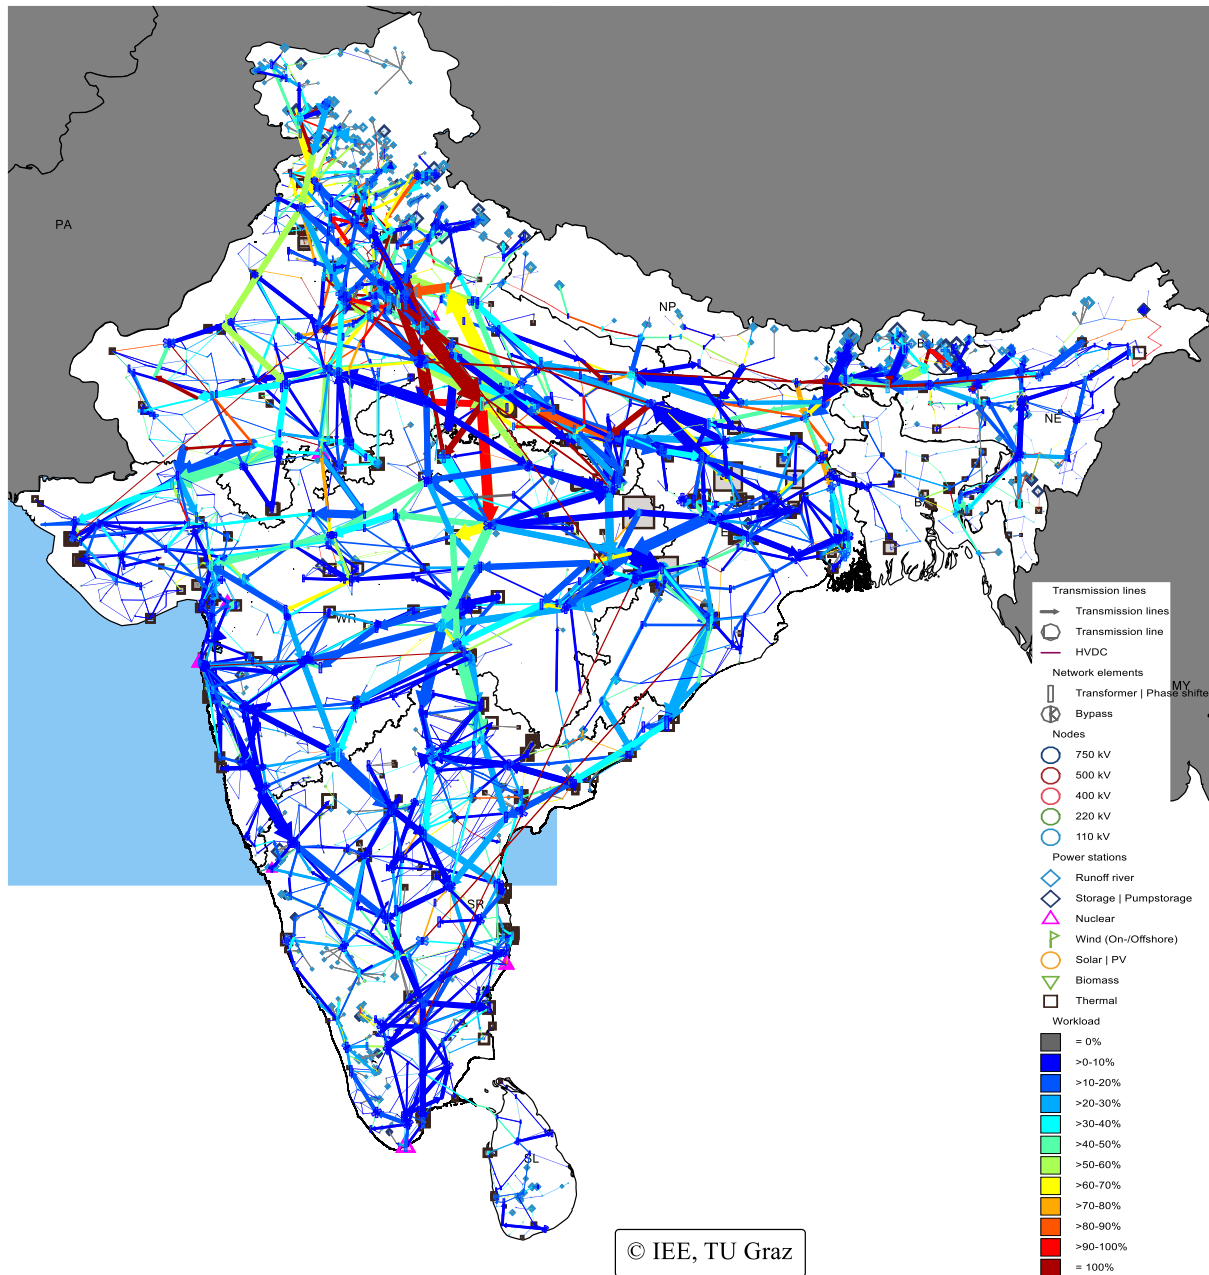 PA
NP
NE
WR
SR
SL
MY
Transmission lines
Transmission lines
Transmission line
HVDC
Network elements
Transformer | Phase shifte
Bypass
Nodes
750 kV
500 kV
400 kV
220 kV
110 kV
Power stations
Runoff river
Storage | Pumpstorage
Nuclear
Wind (On-/Offshore)
Solar | PV
Biomass
Thermal
Workload
= 0%
>0-10%
>10-20%
>20-30%
>30-40%
>40-50%
>50-60%
>60-70%
>70-80%
>80-90%
>90-100%
= 100%
© IEE, TU Graz